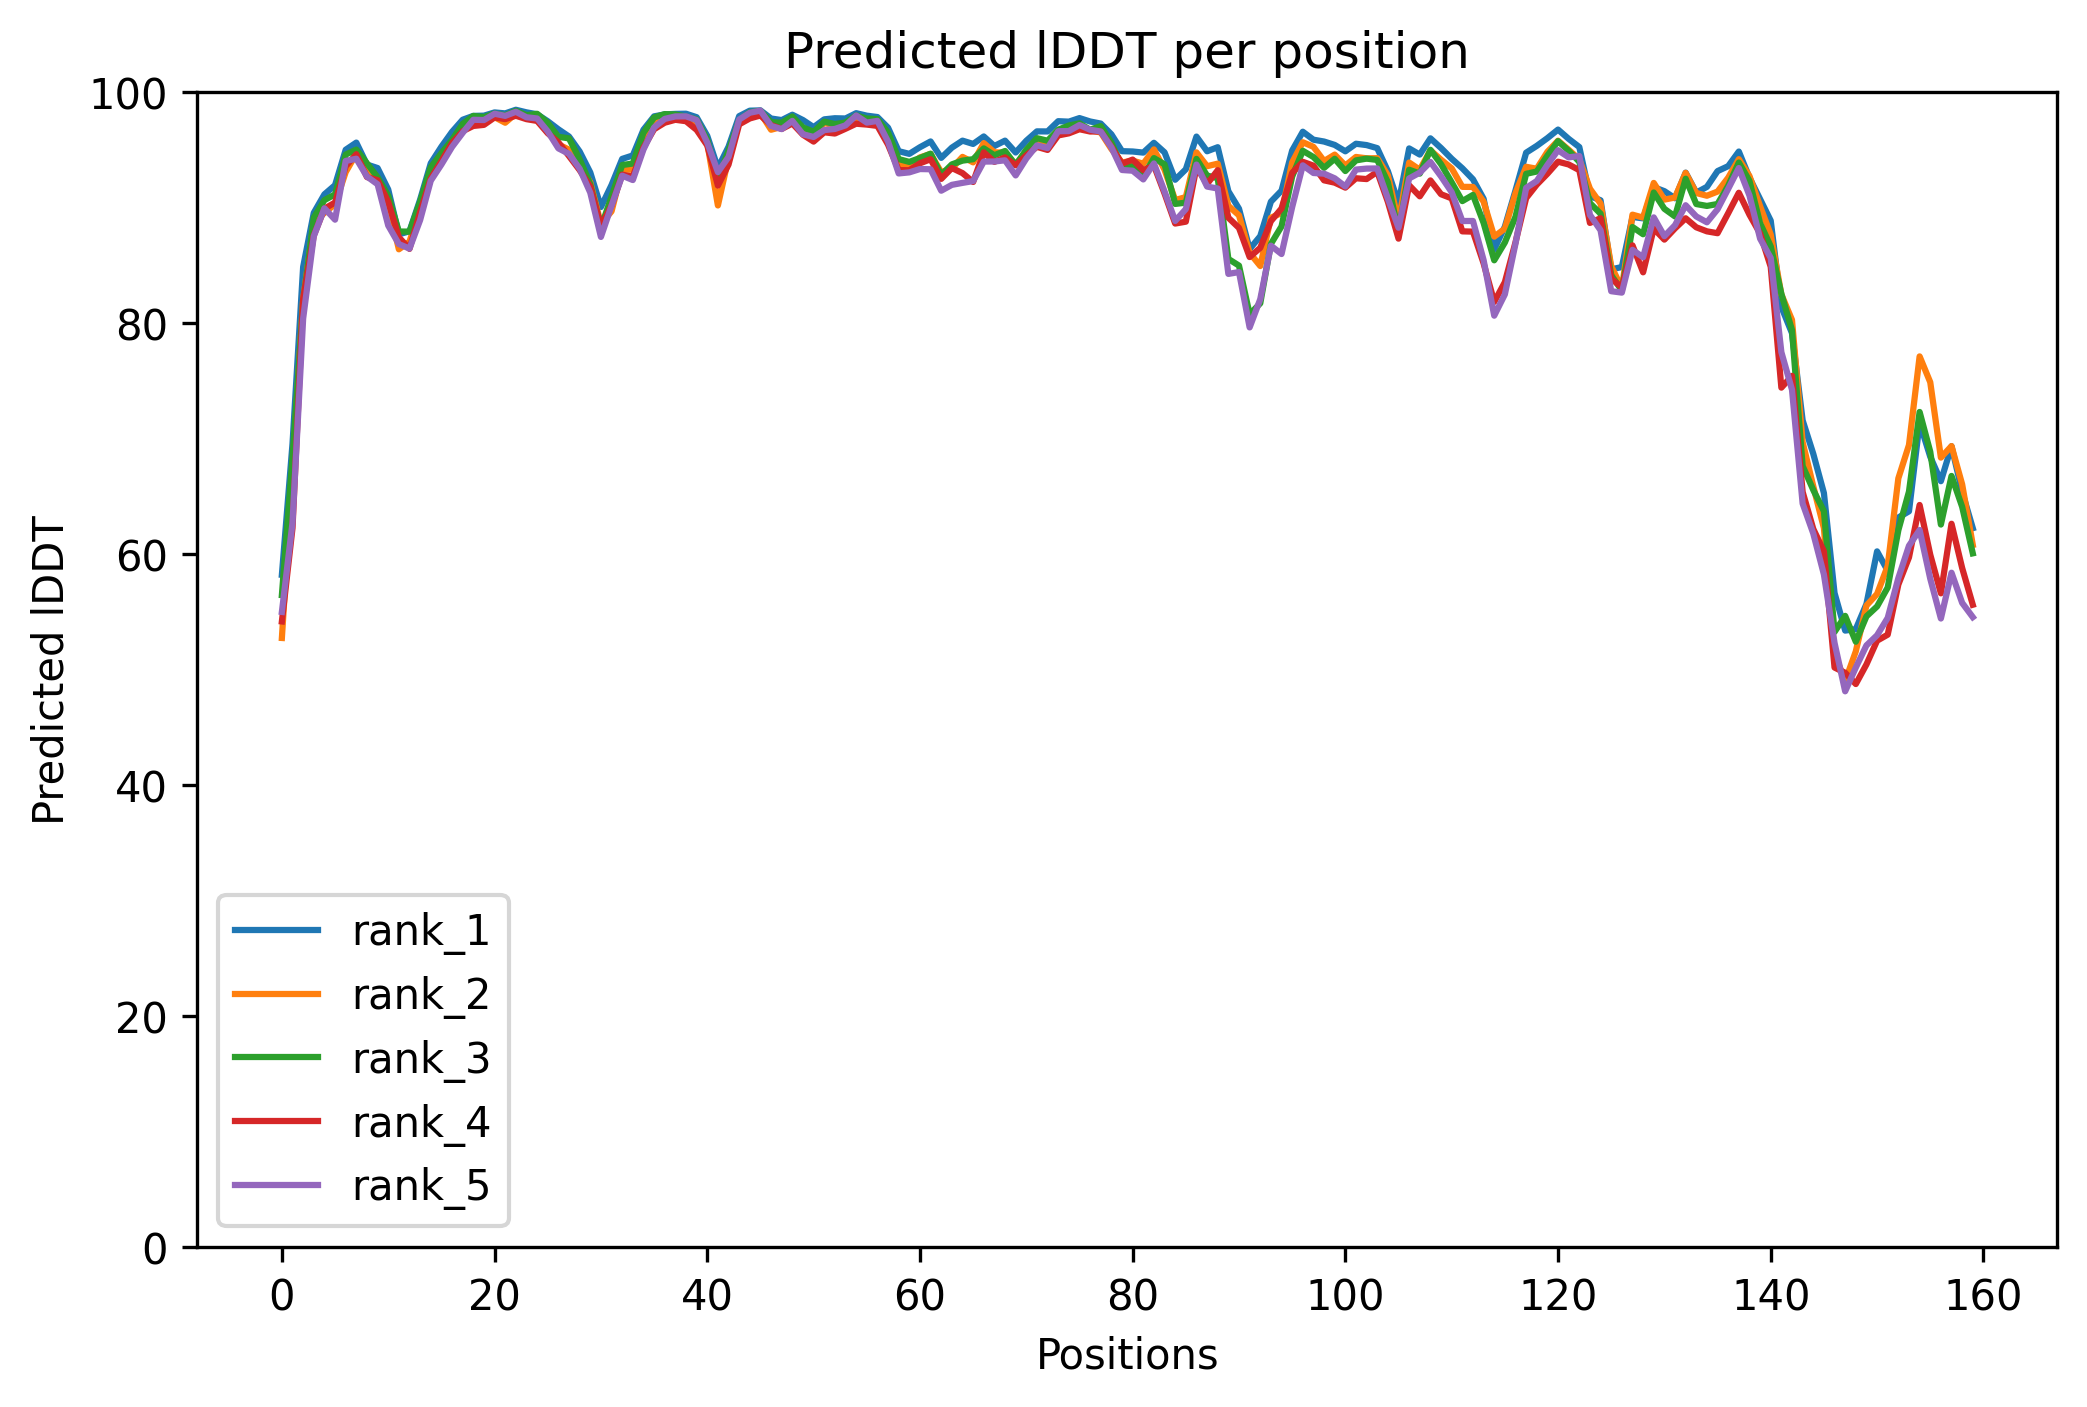 Predicted lDDT per position
100
80
60
40
20
0
Predicted lDDT
rank_1
rank_2
rank_3
rank_4
rank_5
0 20 40 60 80 100 120 140 160
Positions